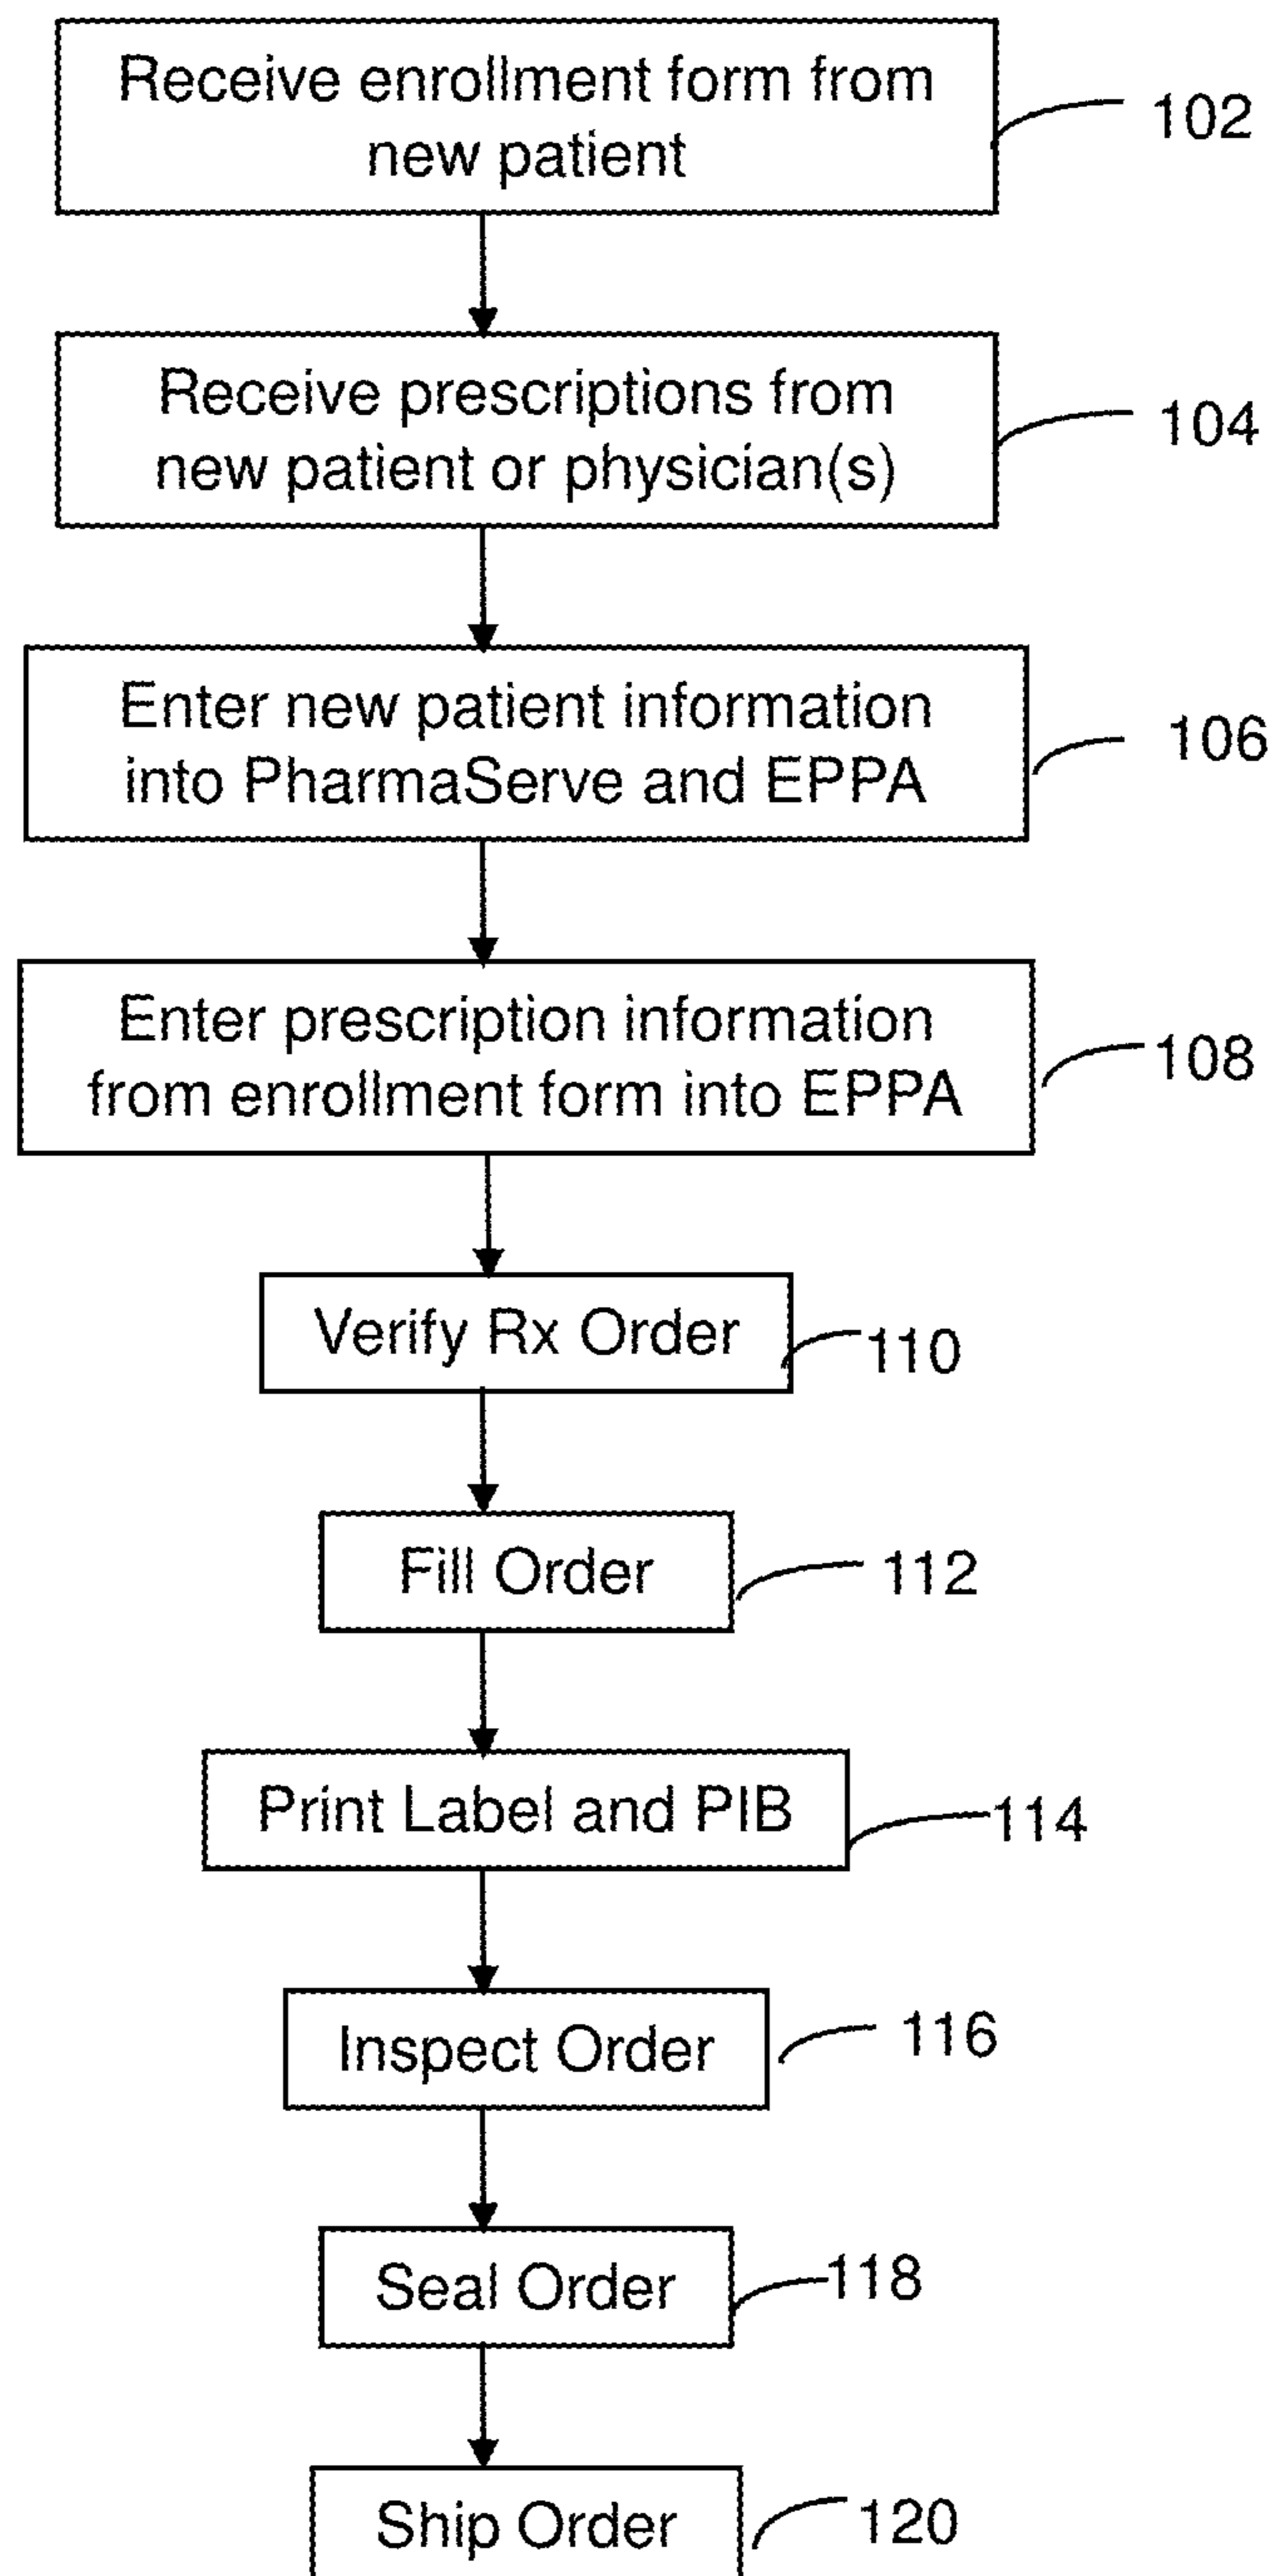 Receive enrollment form from
new patient
102
Receive prescriptions from
new patient or physician(s)
104
Enter new patient information
into PharmaServe and EPPA
106
Enter prescription information
from enrollment form into EPPA
108
Verify Rx Order
110
Fill Order
112
Print Label and PIB
114
Inspect Order
116
Seal Order
118
Ship Order
120